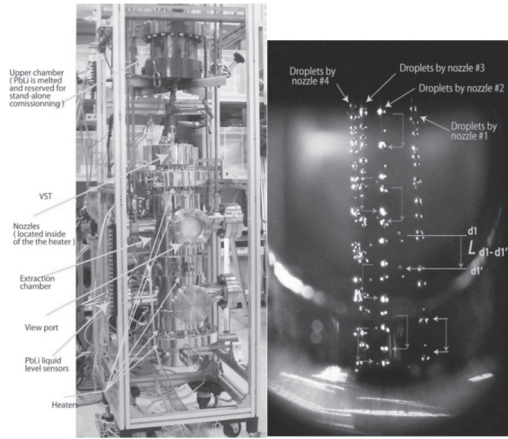 Upper chamber
( PbLi is melted
and reserved for
stand-alone
comissionning )
VST
Nozzles
( located inside
of the the heater )
Extraction
chamber
View port
PbLi liquid
level sensors
Heaters
Droplets by
nozzle #4
Droplets by nozzle #3
Droplets by nozzle #2
Droplets by
nozzle #1
d1
L d1-d1'
d1'